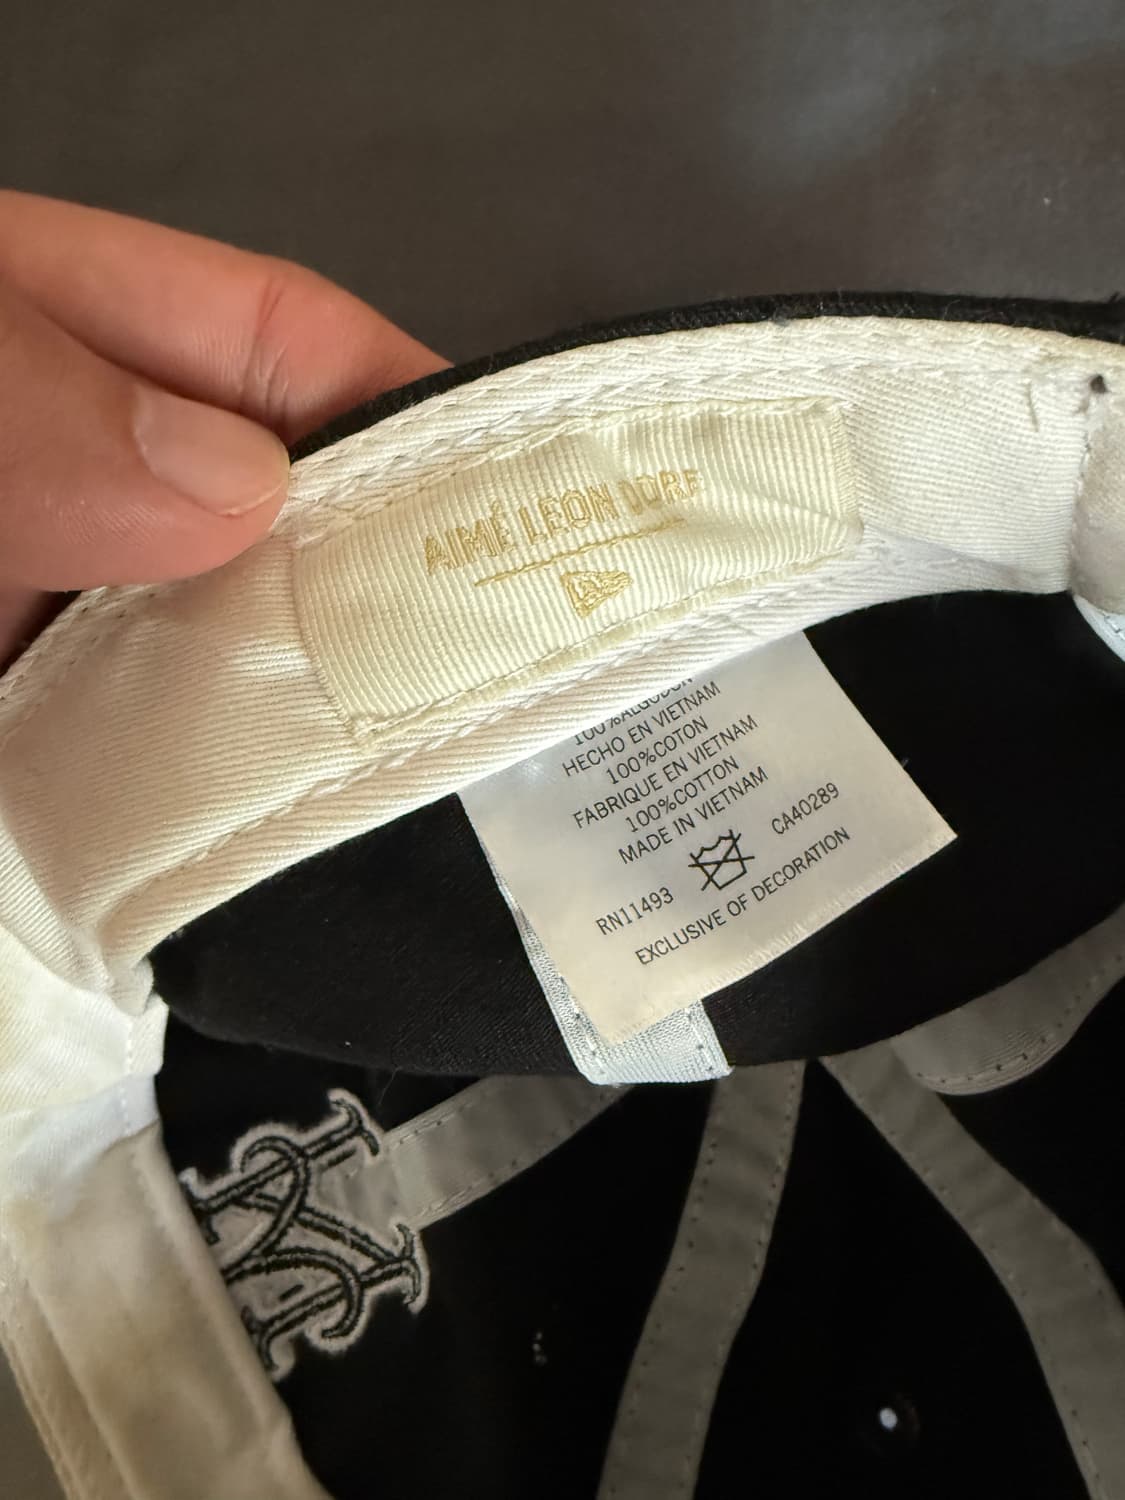 AIMÉ LEON DORE
100%ALGODON
HECHO EN VIETNAM
100%COTON
FABRIQUE EN VIETNAM
100%COTTON
MADE IN VIETNAM
RN11493 CA40289
EXCLUSIVE OF DECORATION